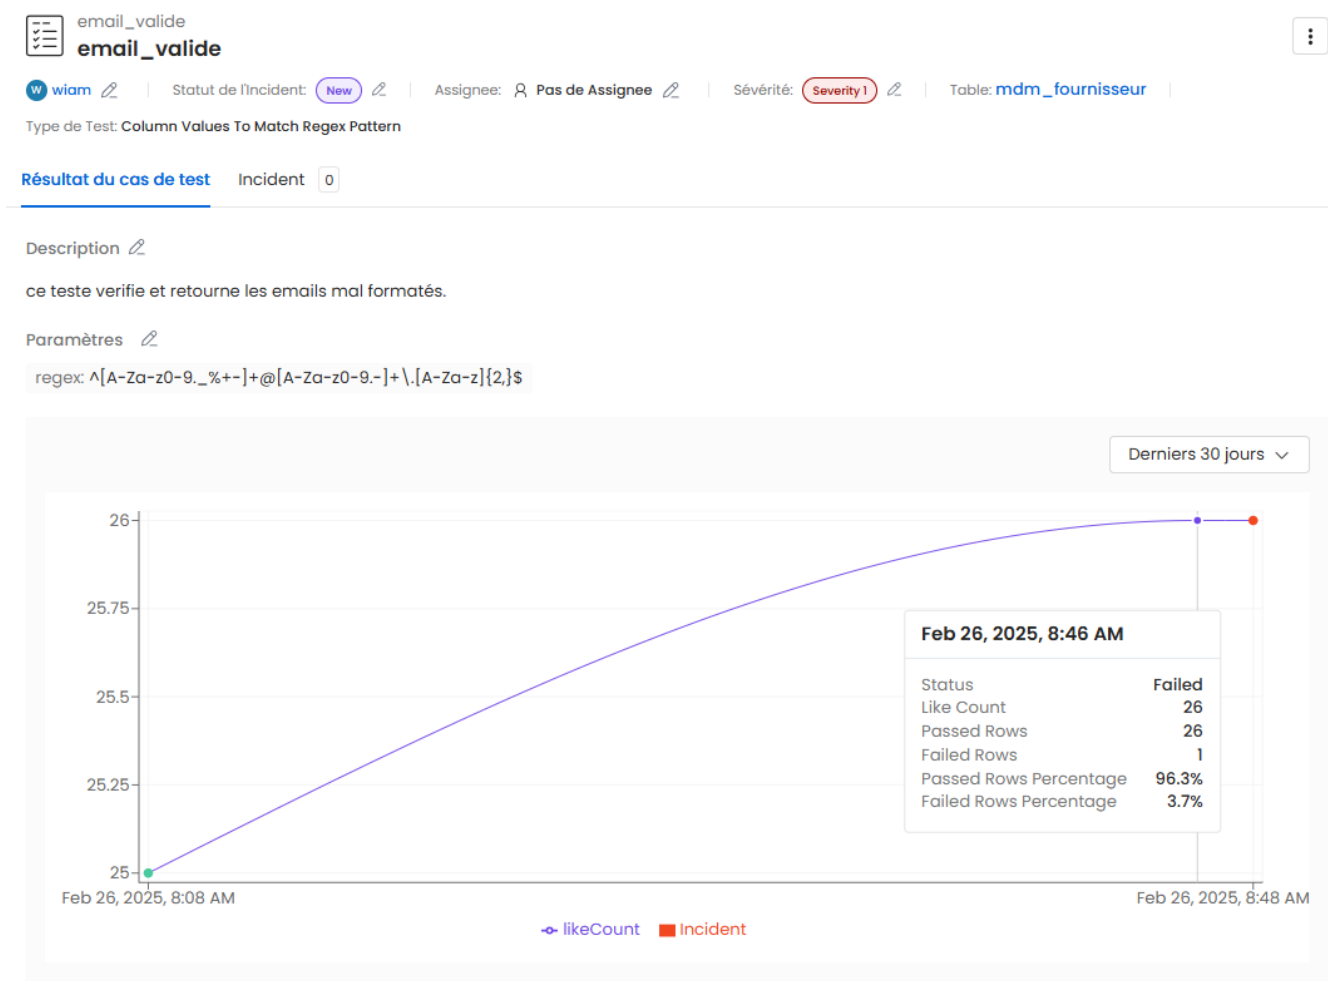 email_valide
email_valide
W wiam Statut de l'Incident: New Assignee: Pas de Assignee Sévérité: Severity 1 Table: mdm_fournisseur
Type de Test: Column Values To Match Regex Pattern
Résultat du cas de test Incident 0
Description
ce teste verifie et retourne les emails mal formatés.
Paramètres
regex: ^[A-Za-z0-9._%+-]+@[A-Za-z0-9.-]+\.[A-Za-z]{2,}$
Derniers 30 jours
26
25.75
25.5
25.25
25
Feb 26, 2025, 8:46 AM
Status Failed
Like Count 26
Passed Rows 26
Failed Rows 1
Passed Rows Percentage 96.3%
Failed Rows Percentage 3.7%
Feb 26, 2025, 8:08 AM Feb 26, 2025, 8:48 AM
likeCount Incident